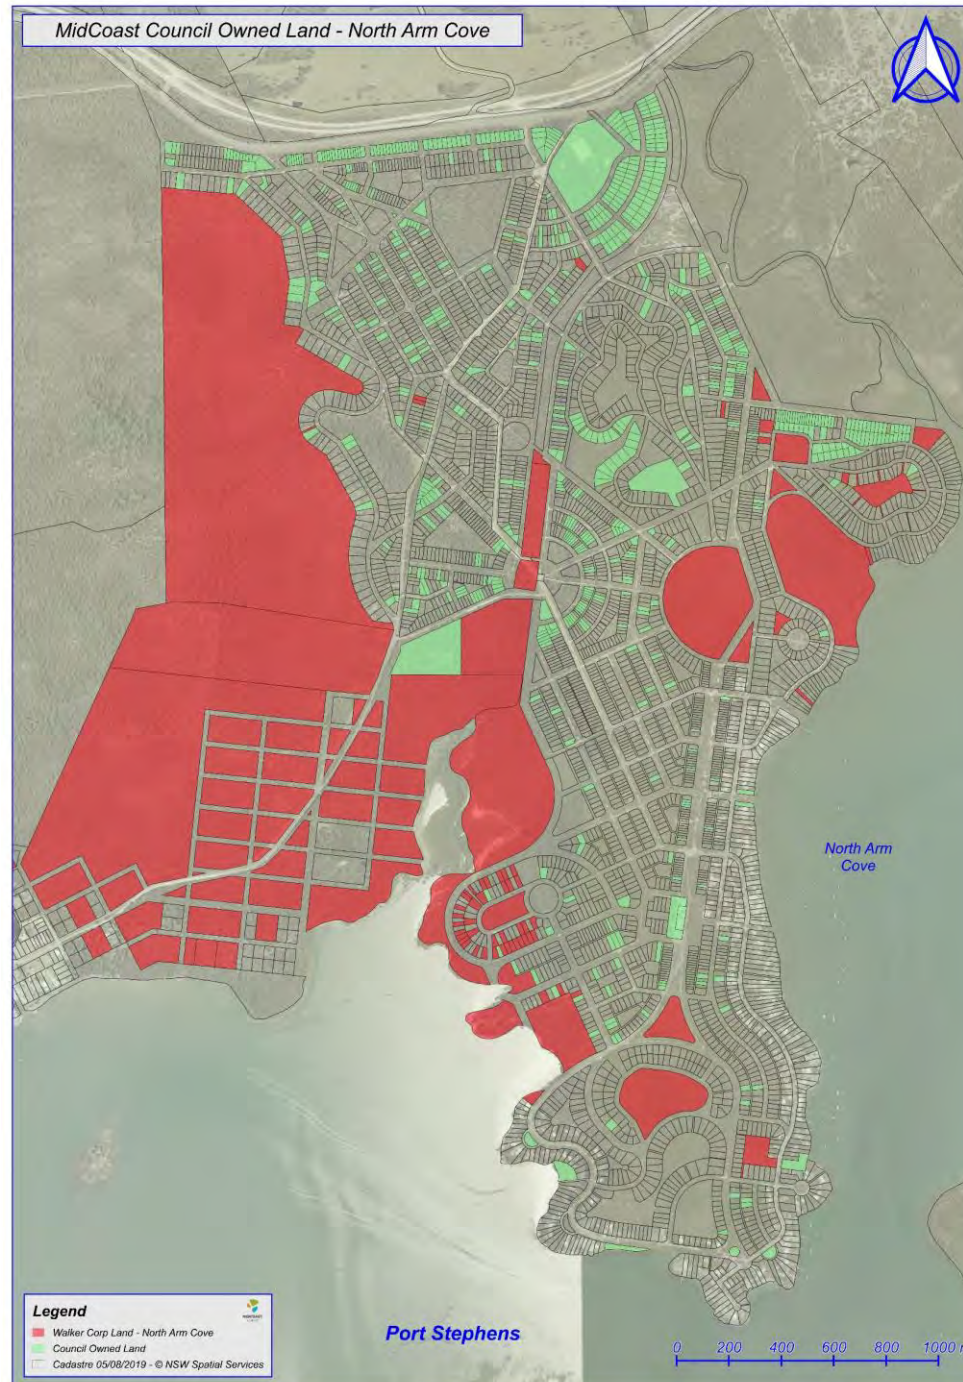 MidCoast Council Owned Land - North Arm Cove
North Arm
Cove
Port Stephens
Legend
Walker Corp Land - North Arm Cove
Council Owned Land
Cadastre 05/08/2019 - © NSW Spatial Services
0 200 400 600 800 1000